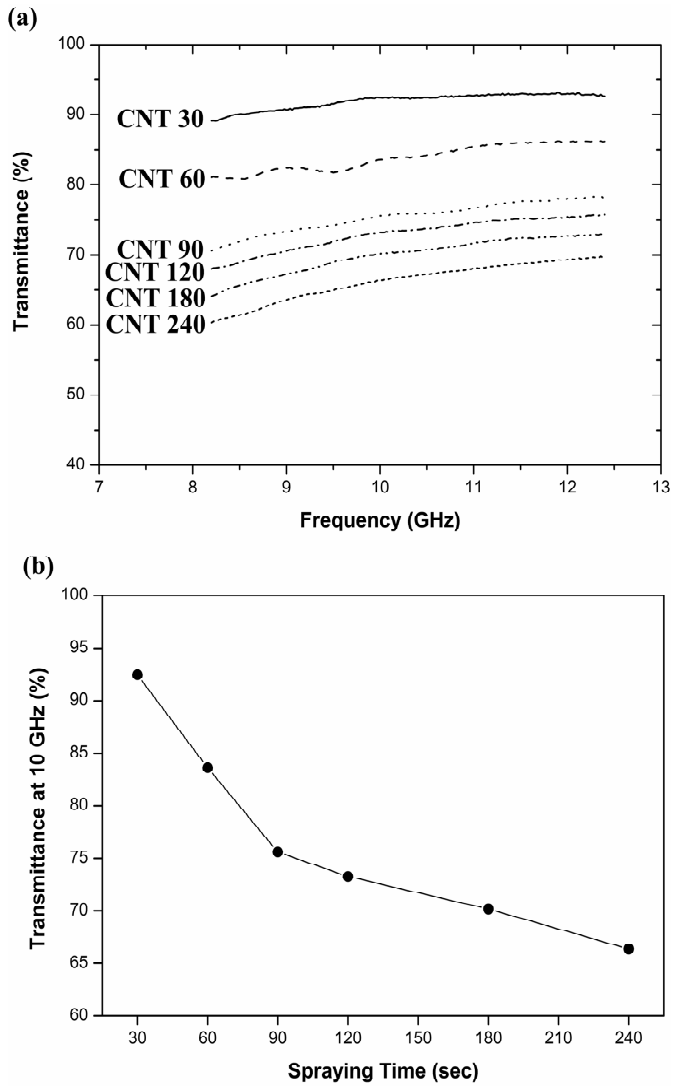 (a)
100
90
80
70
60
50
40
Transmittance (%)
CNT 30
CNT 60
CNT 90
CNT 120
CNT 180
CNT 240
7 8 9 10 11 12 13
Frequency (GHz)
(b)
100
95
90
85
80
75
70
65
60
Transmittance at 10 GHz (%)
30 60 90 120 150 180 210 240
Spraying Time (sec)